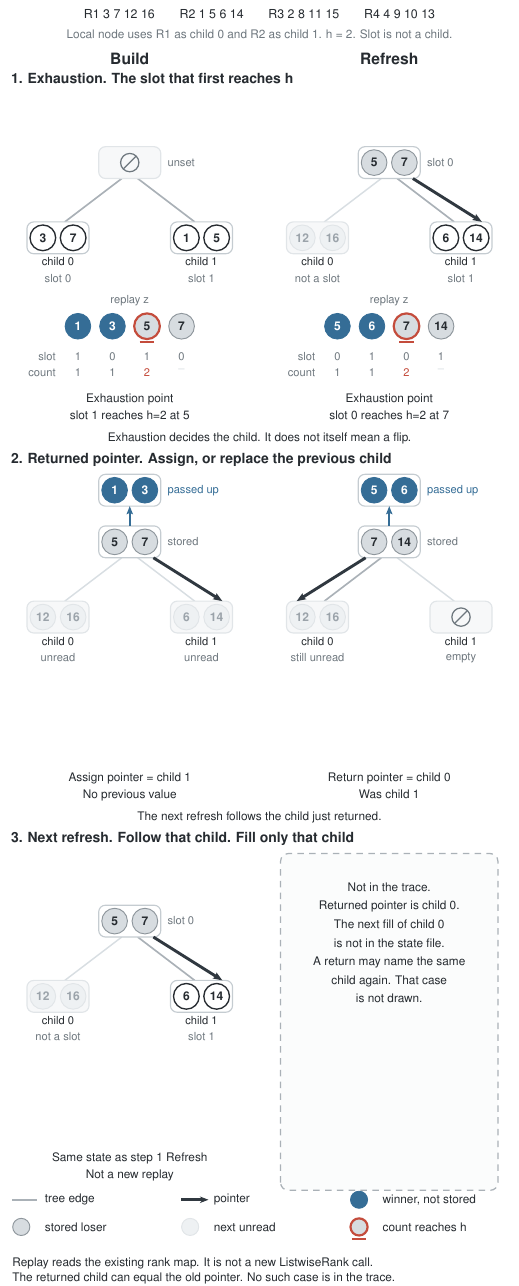 R1 3 7 12 16 R2 1 5 6 14 R3 2 8 11 15 R4 4 9 10 13
Local node uses R1 as child 0 and R2 as child 1. h = 2. Slot is not a child.
Build Refresh
1. Exhaustion. The slot that first reaches h
unset
5 7 slot 0
3 7 1 5
12 16 6 14
child 0 child 1 child 0 child 1
slot 0 slot 1 not a slot slot 1
replay z replay z
1 3 5 7 5 6 7 14
slot 1 0 1 0 slot 0 1 0 1
count 1 1 2 – count 1 1 2 –
Exhaustion point Exhaustion point
slot 1 reaches h=2 at 5 slot 0 reaches h=2 at 7
Exhaustion decides the child. It does not itself mean a flip.
2. Returned pointer. Assign, or replace the previous child
1 3 passed up 5 6 passed up
5 7 stored 7 14 stored
12 16 6 14 12 16
child 0 child 1 child 0 child 1
unread unread still unread empty
Assign pointer = child 1 Return pointer = child 0
No previous value Was child 1
The next refresh follows the child just returned.
3. Next refresh. Follow that child. Fill only that child
5 7 slot 0
12 16 6 14
child 0 child 1
not a slot slot 1
Same state as step 1 Refresh
Not a new replay
Not in the trace.
Returned pointer is child 0.
The next fill of child 0
is not in the state file.
A return may name the same
child again. That case
is not drawn.
tree edge pointer winner, not stored
stored loser next unread count reaches h
Replay reads the existing rank map. It is not a new ListwiseRank call.
The returned child can equal the old pointer. No such case is in the trace.